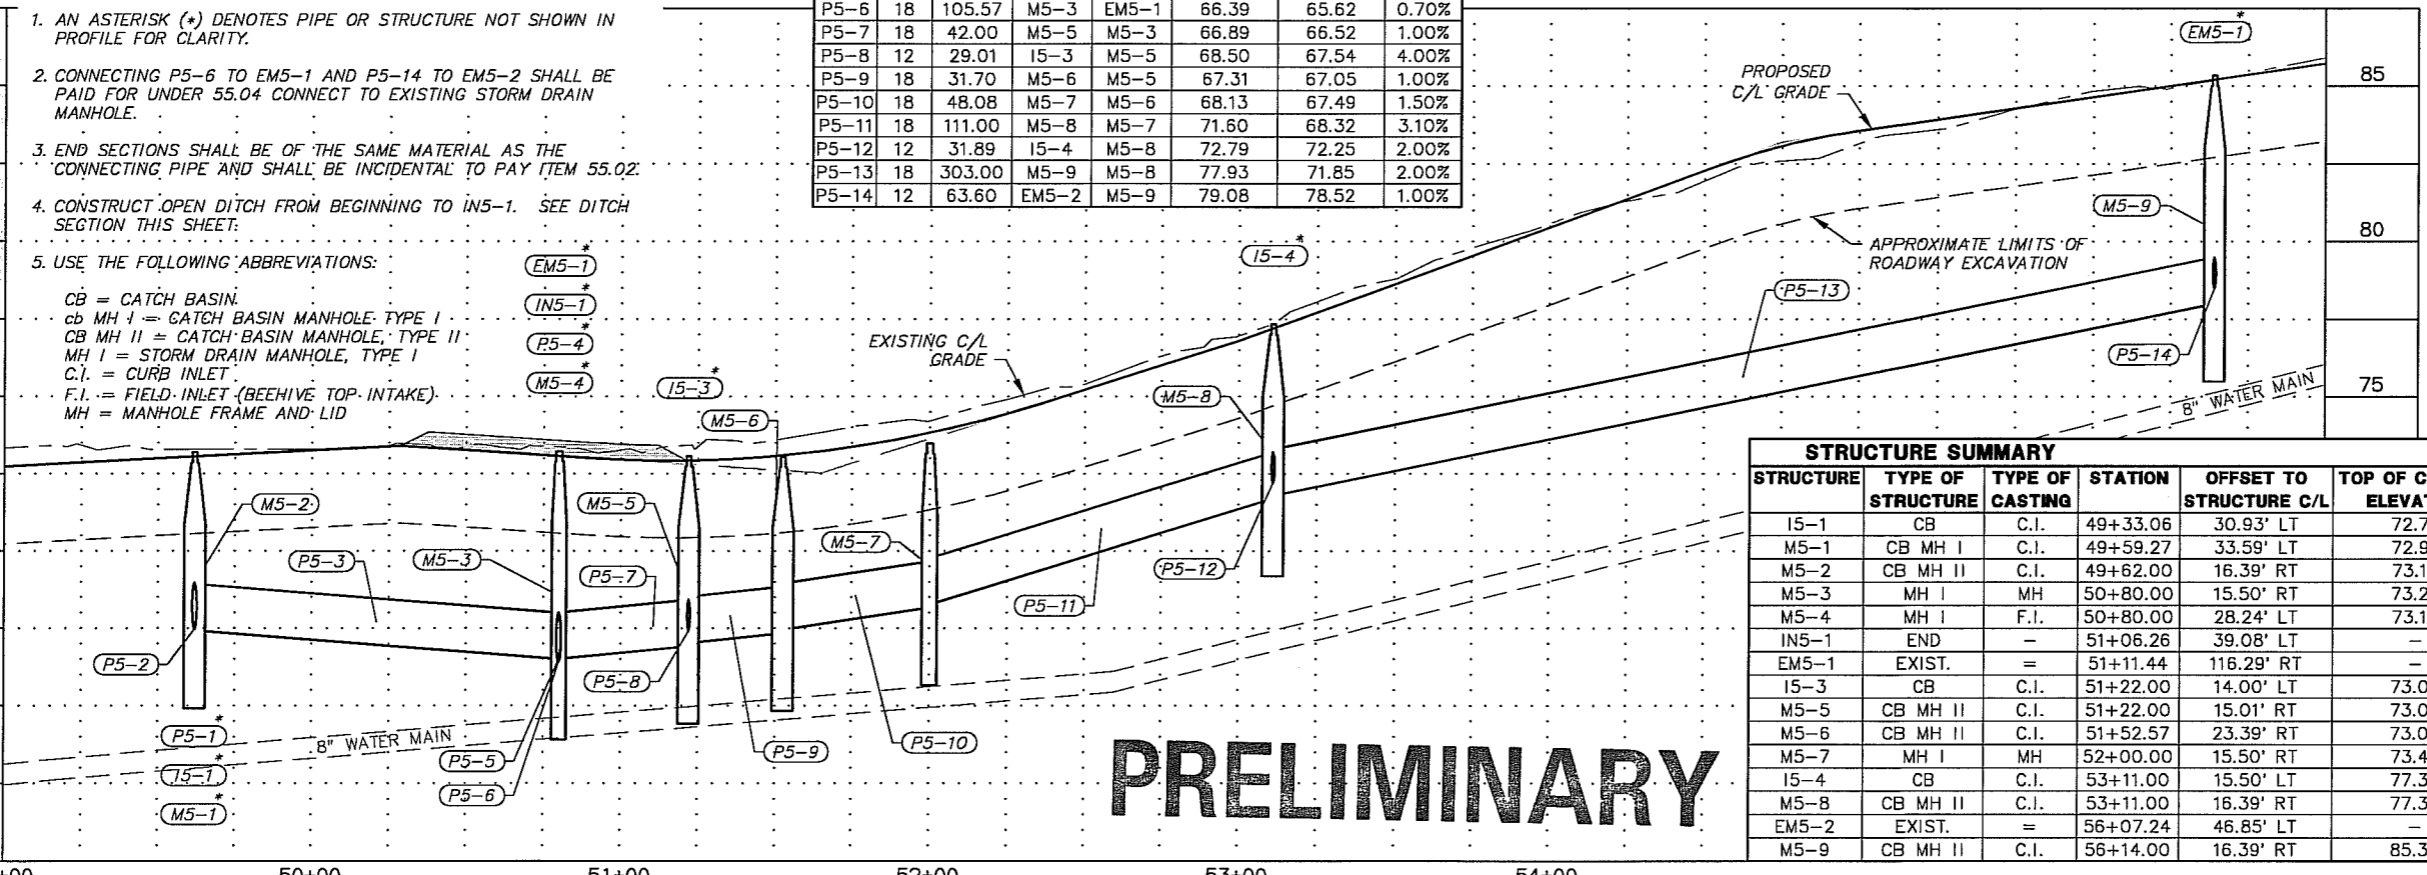 1. AN ASTERISK (*) DENOTES PIPE OR STRUCTURE NOT SHOWN IN
PROFILE FOR CLARITY.
2. CONNECTING P5-6 TO EM5-1 AND P5-14 TO EM5-2 SHALL BE
PAID FOR UNDER 55.04 CONNECT TO EXISTING STORM DRAIN
MANHOLE.
3. END SECTIONS SHALL BE OF THE SAME MATERIAL AS THE
CONNECTING PIPE AND SHALL BE INCIDENTAL TO PAY ITEM 55.02.
4. CONSTRUCT OPEN DITCH FROM BEGINNING TO IN5-1. SEE DITCH
SECTION THIS SHEET.
5. USE THE FOLLOWING ABBREVIATIONS:
CB = CATCH BASIN
cb MH I = CATCH BASIN MANHOLE TYPE I
CB MH II = CATCH BASIN MANHOLE, TYPE II
MH I = STORM DRAIN MANHOLE, TYPE I
C.I. = CURB INLET
F.I. = FIELD INLET (BEEHIVE TOP INTAKE)
MH = MANHOLE FRAME AND LID
P5-6 18 105.57 M5-3 EM5-1 66.39 65.62 0.70%
P5-7 18 42.00 M5-5 M5-3 66.89 66.52 1.00%
P5-8 12 29.01 I5-3 M5-5 68.50 67.54 4.00%
P5-9 18 31.70 M5-6 M5-5 67.31 67.05 1.00%
P5-10 18 48.08 M5-7 M5-6 68.13 67.49 1.50%
P5-11 18 111.00 M5-8 M5-7 71.60 68.32 3.10%
P5-12 12 31.89 I5-4 M5-8 72.79 72.25 2.00%
P5-13 18 303.00 M5-9 M5-8 77.93 71.85 2.00%
P5-14 12 63.60 EM5-2 M5-9 79.08 78.52 1.00%
*
EM5-1
PROPOSED
C/L GRADE
85
M5-9
80
*
EM5-1
*
IN5-1
*
P5-4
*
M5-4
*
I5-4
APPROXIMATE LIMITS OF
ROADWAY EXCAVATION
P5-13
EXISTING C/L
GRADE
P5-14
*
I5-3
M5-8
75
8" WATER MAIN
M5-6
M5-2
M5-5
M5-7
P5-3
M5-3
P5-7
P5-12
P5-11
P5-2
P5-8
*
P5-1
8" WATER MAIN
P5-9
P5-10
P5-5
*
I5-1
P5-6
*
M5-1
PRELIMINARY
STRUCTURE SUMMARY
STRUCTURE TYPE OF STRUCTURE TYPE OF CASTING STATION OFFSET TO STRUCTURE C/L TOP OF C ELEVAT
I5-1 CB C.I. 49+33.06 30.93' LT 72.7
M5-1 CB MH I C.I. 49+59.27 33.59' LT 72.9
M5-2 CB MH II C.I. 49+62.00 16.39' RT 73.1
M5-3 MH I MH 50+80.00 15.50' RT 73.2
M5-4 MH I F.I. 50+80.00 28.24' LT 73.1
IN5-1 END - 51+06.26 39.08' LT -
EM5-1 EXIST. = 51+11.44 116.29' RT -
I5-3 CB C.I. 51+22.00 14.00' LT 73.0
M5-5 CB MH II C.I. 51+22.00 15.01' RT 73.0
M5-6 CB MH II C.I. 51+52.57 23.39' RT 73.0
M5-7 MH I MH 52+00.00 15.50' RT 73.4
I5-4 CB C.I. 53+11.00 15.50' LT 77.3
M5-8 CB MH II C.I. 53+11.00 16.39' RT 77.3
EM5-2 EXIST. = 56+07.24 46.85' LT -
M5-9 CB MH II C.I. 56+14.00 16.39' RT 85.3
+00 50+00 51+00 52+00 53+00 54+00